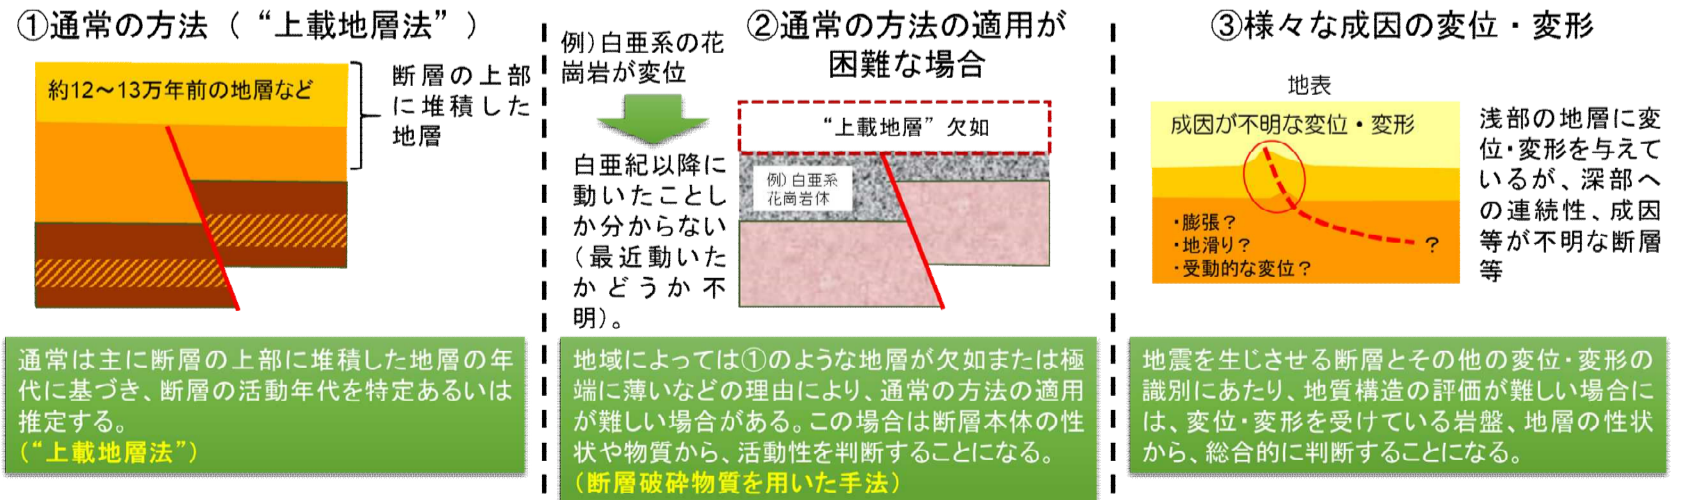 ①通常の方法（“上載地層法”）
約12～13万年前の地層など
断層の上部
に堆積した
地層
通常は主に断層の上部に堆積した地層の年
代に基づき、断層の活動年代を特定あるいは
推定する。
（“上載地層法”）
②通常の方法の適用が
困難な場合
例）白亜系の花
崗岩が変位
白亜紀以降に
動いたことし
か分からない
（最近動いた
かどうか不
明）。
“上載地層”欠如
例）白亜系
花崗岩体
地域によっては①のような地層が欠如または極
端に薄いなどの理由により、通常の方法の適用
が難しい場合がある。この場合は断層本体の性
状や物質から、活動性を判断することになる。
（断層破砕物質を用いた手法）
③様々な成因の変位・変形
地表
成因が不明な変位・変形
・膨張？
・地滑り？
・受動的な変位？
？
浅部の地層に変
位・変形を与えて
いるが、深部へ
の連続性、成因
等が不明な断層
等
地震を生じさせる断層とその他の変位・変形の
識別にあたり、地質構造の評価が難しい場合に
は、変位・変形を受けている岩盤、地層の性状
から、総合的に判断することになる。